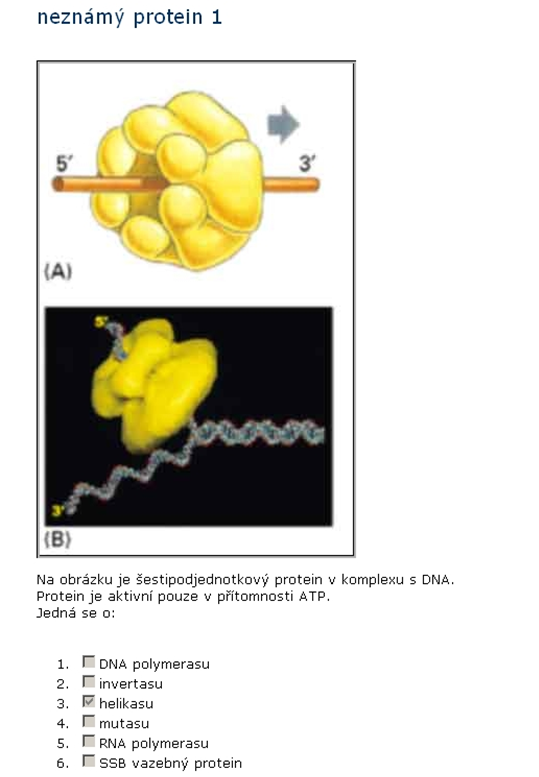 neznámý protein 1
5′ 3′
(A)
5′
3′
(B)
Na obrázku je šestipodjednotkový protein v komplexu s DNA.
Protein je aktivní pouze v přítomnosti ATP.
Jedná se o:
1. DNA polymerasu
2. invertasu
3. helikasu
4. mutasu
5. RNA polymerasu
6. SSB vazebný protein